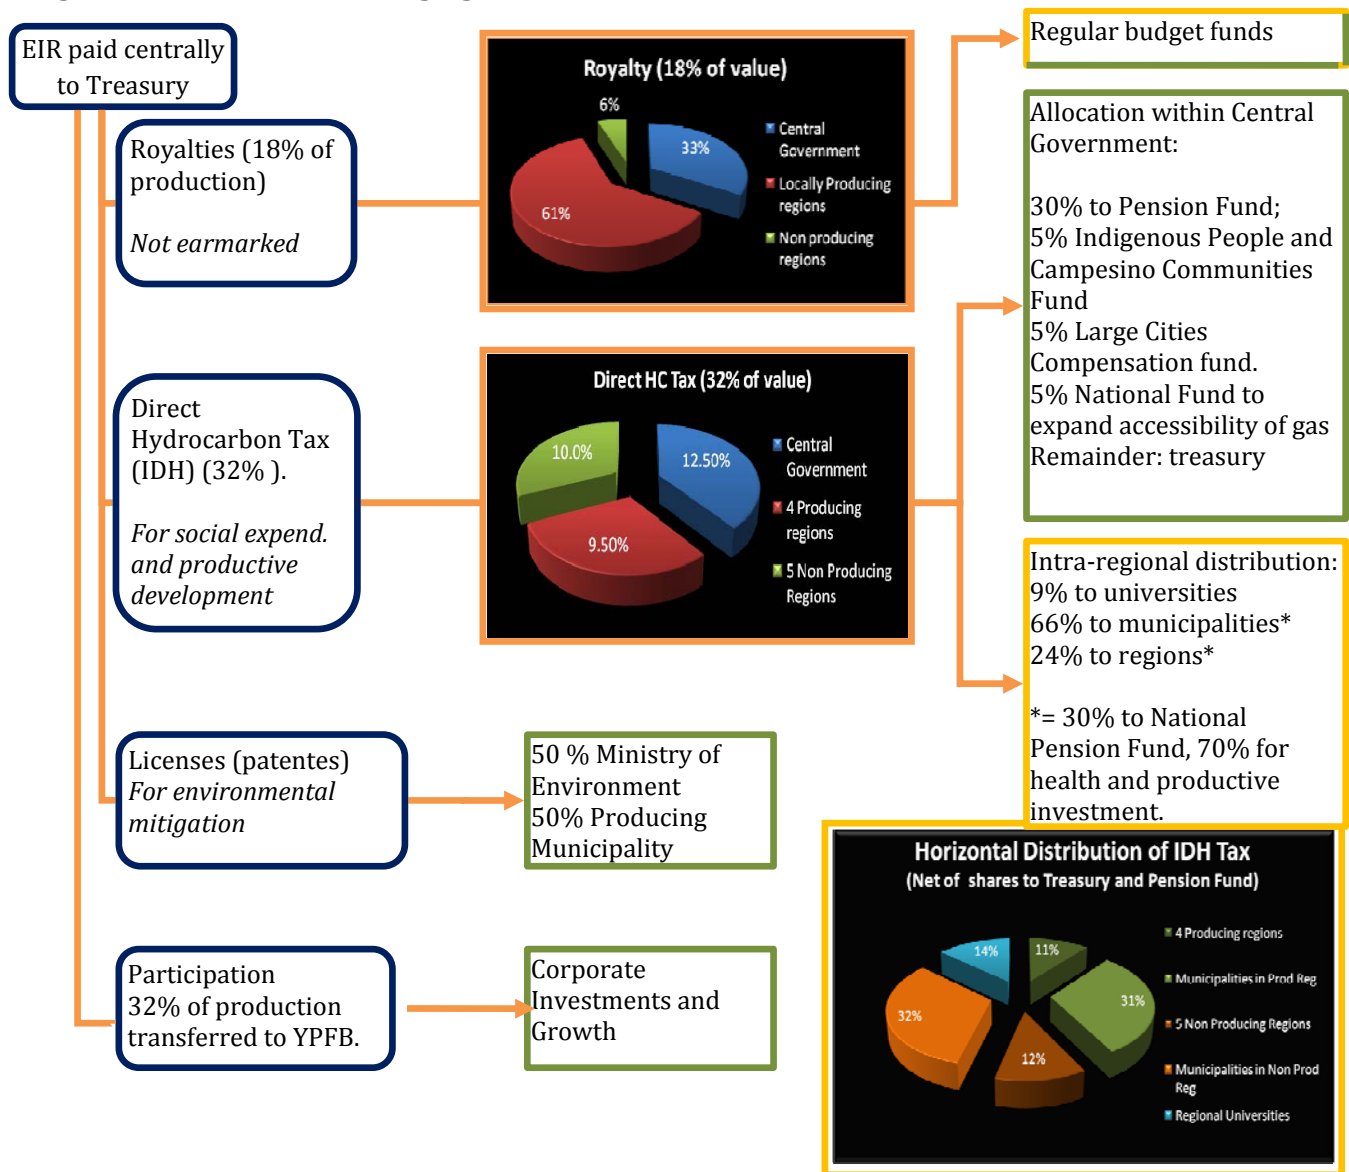 EIR paid centrally
to Treasury
Royalties (18% of
production)
Not earmarked
Royalty (18% of value)
6%
33%
61%
Central
Government
Locally Producing
regions
Non producing
regions
Regular budget funds
Allocation within Central
Government:
30% to Pension Fund;
5% Indigenous People and
Campesino Communities
Fund
5% Large Cities
Compensation fund.
5% National Fund to
expand accessibility of gas
Remainder: treasury
Direct
Hydrocarbon Tax
(IDH) (32% ).
For social expend.
and productive
development
Direct HC Tax (32% of value)
10.0%
12.50%
9.50%
Central
Government
4 Producing
regions
5 Non Producing
Regions
Intra-regional distribution:
9% to universities
66% to municipalities*
24% to regions*
*= 30% to National
Pension Fund, 70% for
health and productive
investment.
Licenses (patentes)
For environmental
mitigation
50 % Ministry of
Environment
50% Producing
Municipality
Participation
32% of production
transferred to YPFB.
Corporate
Investments and
Growth
Horizontal Distribution of IDH Tax
(Net of shares to Treasury and Pension Fund)
14%
11%
31%
32%
12%
4 Producing regions
Municipalities in Prod Reg
5 Non Producing Regions
Municipalities in Non Prod
Reg
Regional Universities